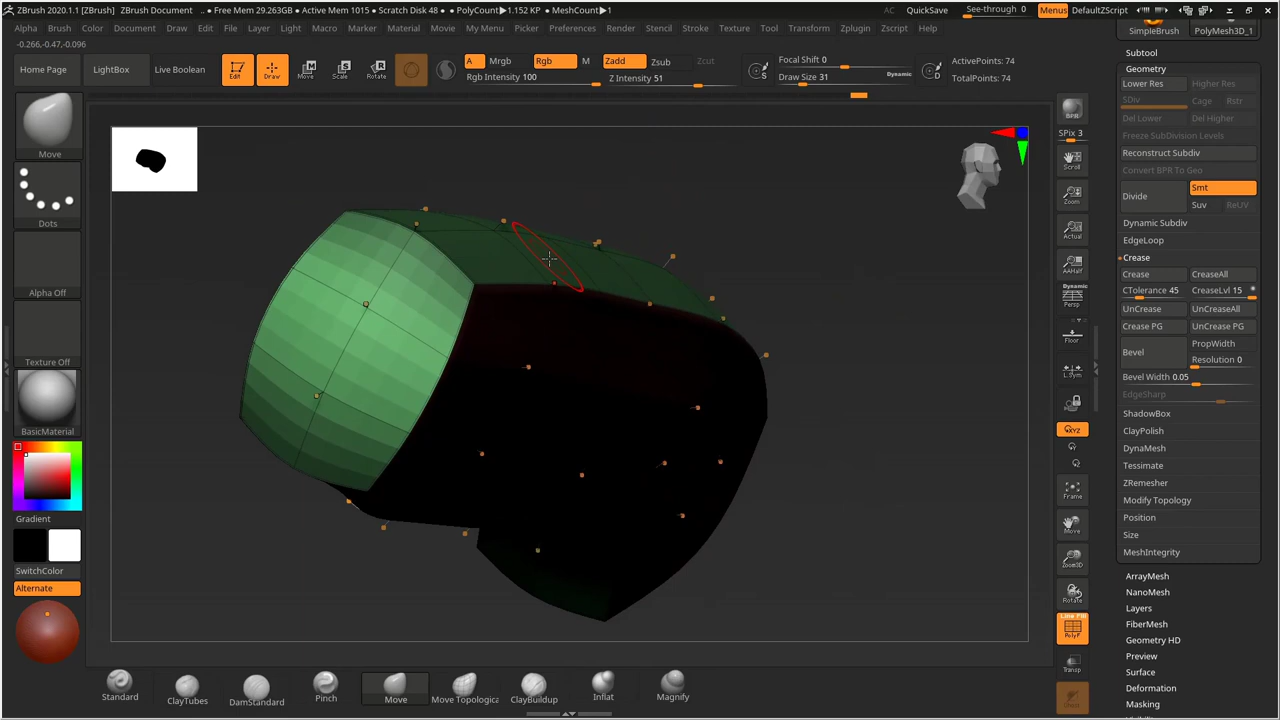 ZBrush 2020.1.1 [ZBrush] ZBrush Document .. ● Free Mem 29.263GB ● Active Mem 1015 ● Scratch Disk 48 ● PolyCount▶1.152 KP ● MeshCount▶1 AC QuickSave See-through 0 Menus DefaultZScript
Alpha Brush Color Document Draw Edit File Layer Light Macro Marker Material Movie My Menu Picker Preferences Render Stencil Stroke Texture Tool Transform Zplugin Zscript Help
-0.266,-0.47,-0.096
Home Page LightBox Live Boolean Edit Draw Move Scale Rotate A Mrgb Rgb M Zadd Zsub Zcut Focal Shift 0 ActivePoints: 74
Rgb Intensity 100 Z Intensity 51 S Draw Size 31 Dynamic D TotalPoints: 74
Move
Dots
Alpha Off
Texture Off
BasicMaterial
Gradient
SwitchColor
Alternate
Standard ClayTubes DamStandard Pinch Move Move Topological ClayBuildup Inflat Magnify
BPR
SPix 3
Scroll
Zoom
Actual
AAHalf
Dynamic
Persp
Floor
L.Sym
XYZ
Y
Z
Frame
Move
Zoom3D
Rotate
Line Fill
PolyF
Transp
Ghost
SimpleBrush PolyMesh3D_1
Subtool
Geometry
Lower Res Higher Res
SDiv Cage Rstr
Del Lower Del Higher
Freeze SubDivision Levels
Reconstruct Subdiv
Convert BPR To Geo
Divide Smt
Suv ReUV
Dynamic Subdiv
EdgeLoop
Crease
Crease CreaseAll
CTolerance 45 CreaseLvl 15
UnCrease UnCreaseAll
Crease PG UnCrease PG
Bevel PropWidth
Resolution 0
Bevel Width 0.05
EdgeSharp
ShadowBox
ClayPolish
DynaMesh
Tessimate
ZRemesher
Modify Topology
Position
Size
MeshIntegrity
ArrayMesh
NanoMesh
Layers
FiberMesh
Geometry HD
Preview
Surface
Deformation
Masking